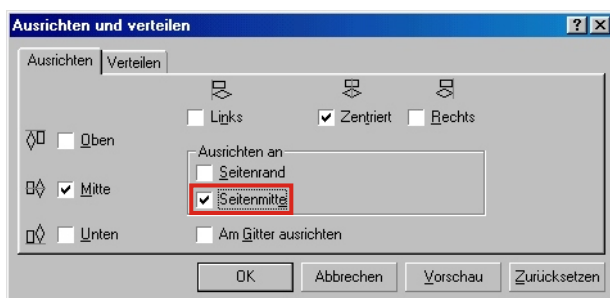 Ausrichten und verteilen
Ausrichten Verteilen
Links Zentriert Rechts
Oben
Ausrichten an
Seitenrand
Mitte
Seitenmitte
Unten
Am Gitter ausrichten
OK Abbrechen Vorschau Zurücksetzen